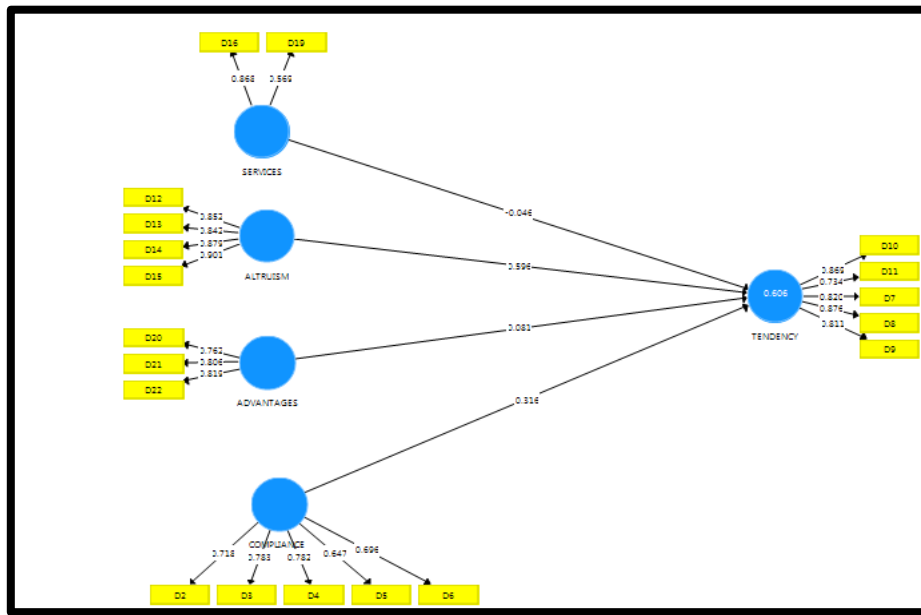 D16 D19
0.868 0.569
SERVICES
D12
D13
D14
D15
0.852
0.842
0.879
0.901
ALTRUISM
D20
D21
D22
0.763
0.806
0.819
ADVANTAGES
COMPLIANCE
0.718 0.783 0.782 0.647 0.696
D2 D3 D4 D5 D6
-0.046
0.596
0.081
0.316
0.606
TENDENCY
0.869
0.734
0.820
0.876
0.811
D10
D11
D7
D8
D9